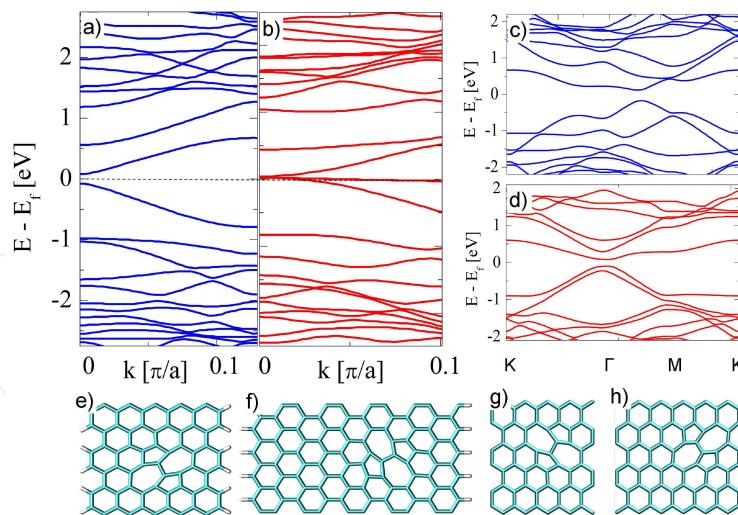 a)
b)
c)
d)
E - E_f [eV]
2
1
0
-1
-2
0
0.1
k [π/a]
0
0.1
k [π/a]
E - E_f [eV]
2
1
0
-1
-2
E - E_f [eV]
2
1
0
-1
-2
K
Γ
M
K
e)
f)
g)
h)